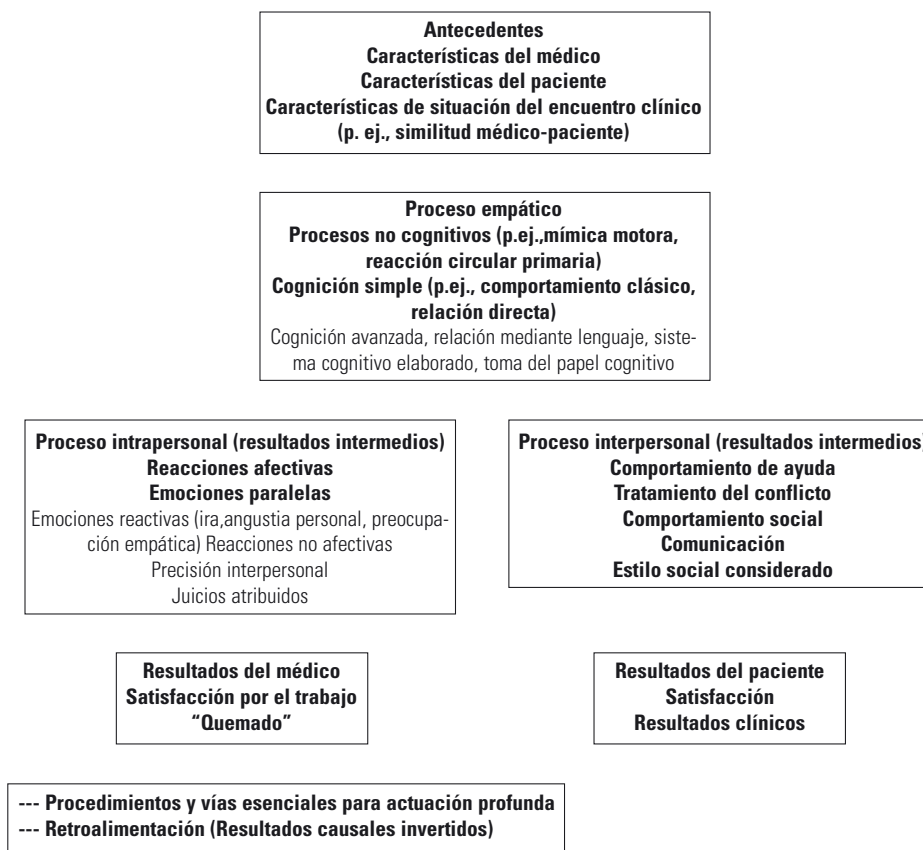 Antecedentes
Características del médico
Características del paciente
Características de situación del encuentro clínico
(p. ej., similitud médico-paciente)
Proceso empático
Procesos no cognitivos (p.ej.,mímica motora,
reacción circular primaria)
Cognición simple (p.ej., comportamiento clásico,
relación directa)
Cognición avanzada, relación mediante lenguaje, siste-
ma cognitivo elaborado, toma del papel cognitivo
Proceso intrapersonal (resultados intermedios)
Reacciones afectivas
Emociones paralelas
Emociones reactivas (ira,angustia personal, preocupa-
ción empática) Reacciones no afectivas
Precisión interpersonal
Juicios atribuidos
Proceso interpersonal (resultados intermedios)
Comportamiento de ayuda
Tratamiento del conflicto
Comportamiento social
Comunicación
Estilo social considerado
Resultados del médico
Satisfacción por el trabajo
“Quemado”
Resultados del paciente
Satisfacción
Resultados clínicos
--- Procedimientos y vías esenciales para actuación profunda
--- Retroalimentación (Resultados causales invertidos)